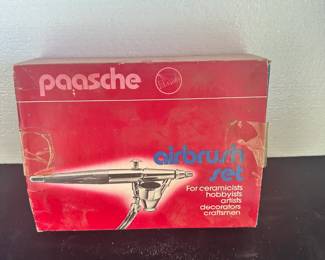 paasche
airbrush
set
For ceramicists
hobbyists
artists
decorators
craftsmen